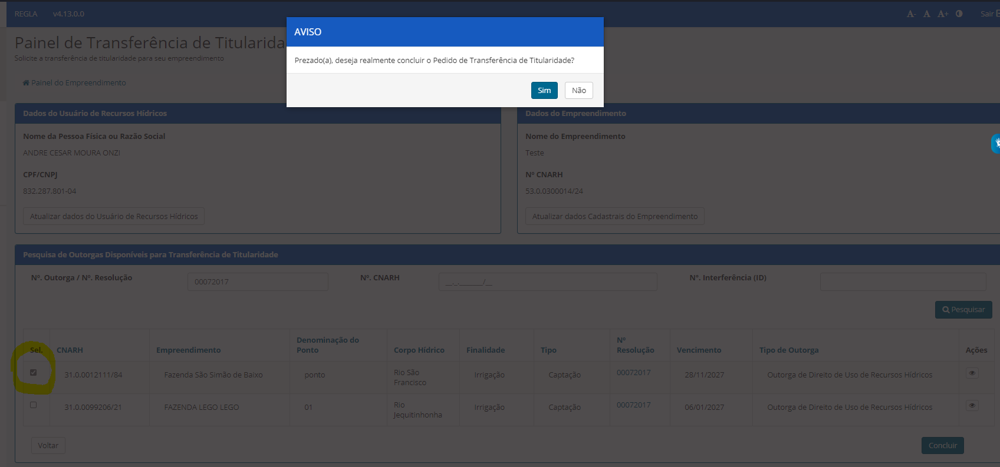 REGLA v4.13.0.0
A- A A+ Sair
AVISO
Prezado(a), deseja realmente concluir o Pedido de Transferência de Titularidade?
Sim Não
Painel de Transferência de Titularida
Solicite a transferência de titularidade para seu empreendimento
Painel do Empreendimento
Dados do Usuário de Recursos Hídricos
Nome da Pessoa Física ou Razão Social
ANDRE CESAR MOURA ONZI
CPF/CNPJ
832.287.801-04
Atualizar dados do Usuário de Recursos Hídricos
Dados do Empreendimento
Nome do Empreendimento
Teste
Nº CNARH
53.0.0300014/24
Atualizar dados Cadastrais do Empreendimento
Pesquisa de Outorgas Disponíveis para Transferência de Titularidade
Nº. Outorga / Nº. Resolução 00072017 Nº. CNARH __._._______/__ Nº. Interferência (ID)
Pesquisar
Sel. CNARH Empreendimento Denominação do Ponto Corpo Hídrico Finalidade Tipo Nº Resolução Vencimento Tipo de Outorga Ações
31.0.0012111/84 Fazenda São Simão de Baixo ponto Rio São Francisco Irrigação Captação 00072017 28/11/2027 Outorga de Direito de Uso de Recursos Hídricos
31.0.0099206/21 FAZENDA LEGO LEGO 01 Rio Jequitinhonha Irrigação Captação 00072017 06/01/2027 Outorga de Direito de Uso de Recursos Hídricos
Voltar Concluir